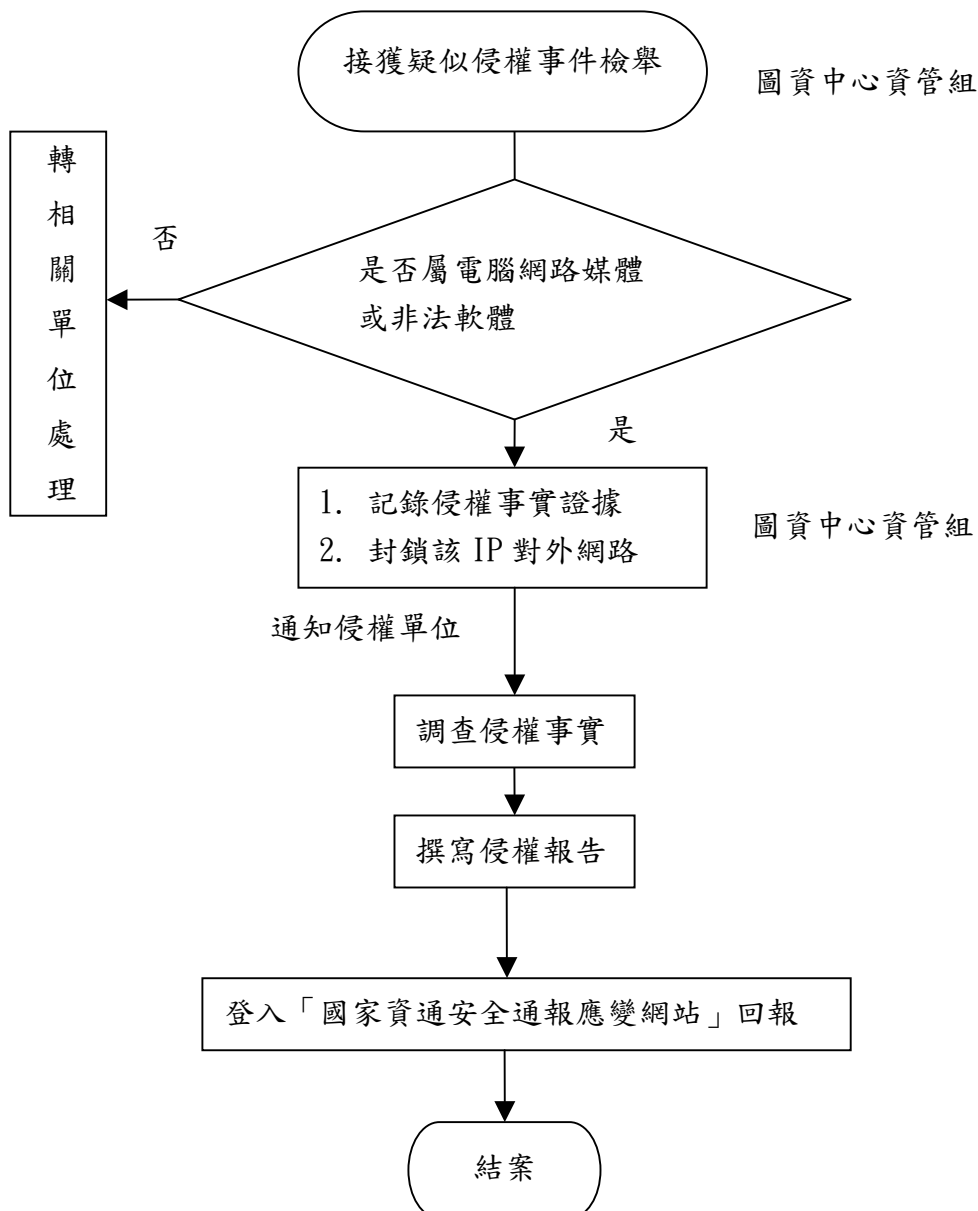 接獲疑似侵權事件檢舉
圖資中心資管組
轉相關單位處理
否
是否屬電腦網路媒體
或非法軟體
是
1. 記錄侵權事實證據
2. 封鎖該 IP 對外網路
圖資中心資管組
通知侵權單位
調查侵權事實
撰寫侵權報告
登入「國家資通安全通報應變網站」回報
結案